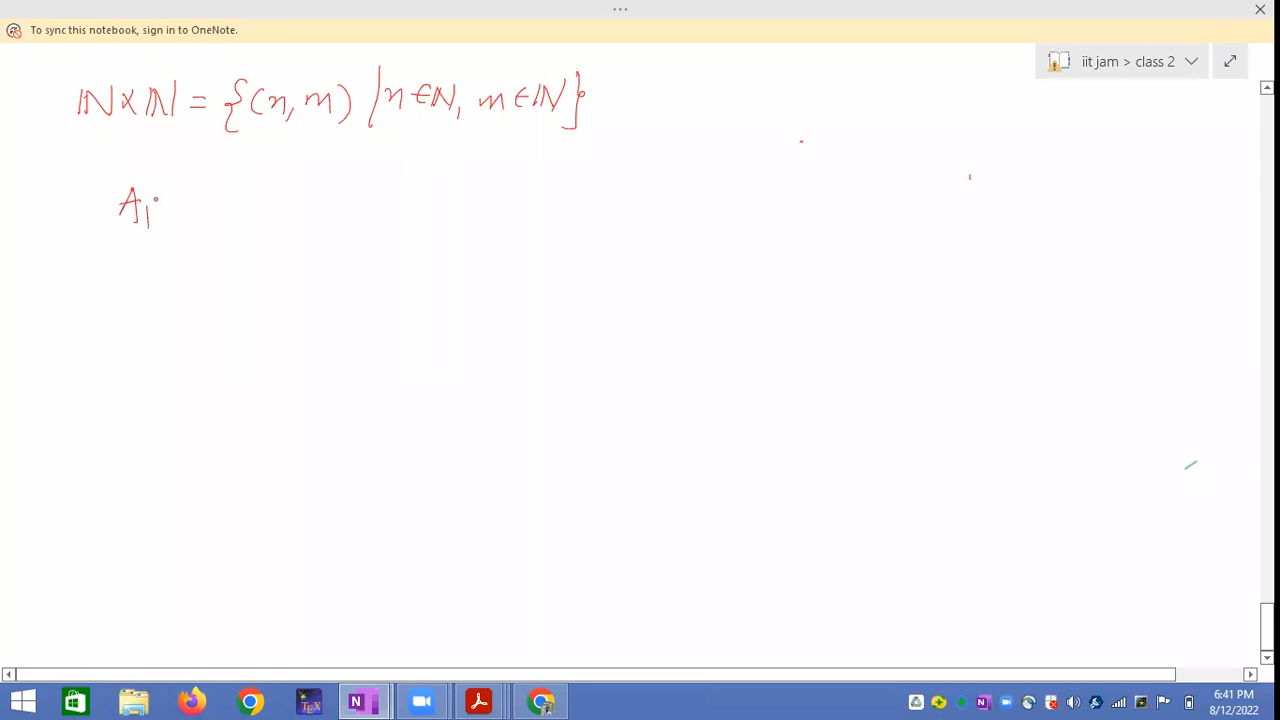 ...
To sync this notebook, sign in to OneNote.
iit jam > class 2
ℕ×ℕ = {(n, m) / n ∈ ℕ, m ∈ ℕ}
A₁
6:41 PM
8/12/2022